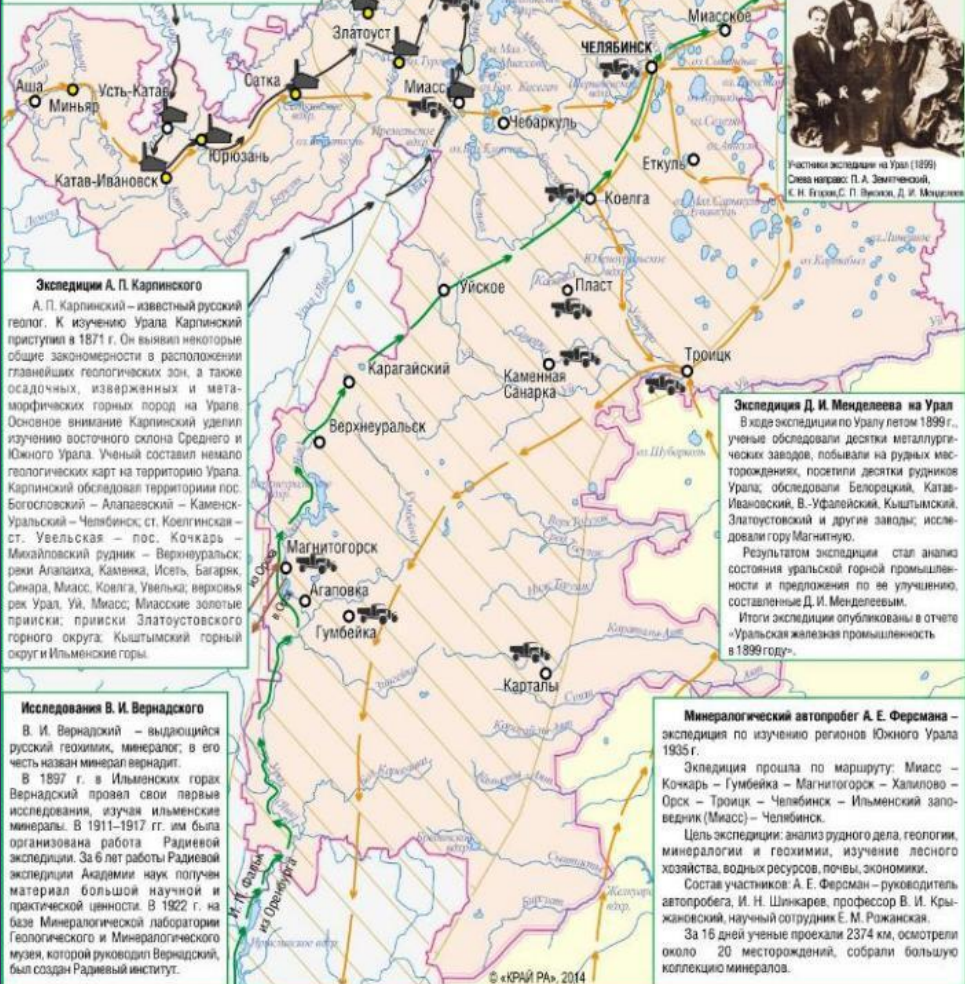 Миасское
Златоуст
ЧЕЛЯБИНСК
Сатка
Миасс
Аша
Миньяр
Усть-Катав
Чебаркуль
Юрюзань
Катав-Ивановск
Еткуль
Коелга
Участники экспедиции на Урал (1899)
Слева направо: П. А. Земятченский,
К. Н. Егоров, С. П. Вуколов, Д. И. Менделеев
Уйское
Пласт
Троицк
Каменная
Санарка
Карагайский
Верхнеуральск
Магнитогорск
Агаповка
Гумбейка
Карталы
из Орска
в Орск
И. П. Фальк
из Оренбурга
Экспедиции А. П. Карпинского
А. П. Карпинский – известный русский
геолог. К изучению Урала Карпинский
приступил в 1871 г. Он выявил некоторые
общие закономерности в расположении
главнейших геологических зон, а также
осадочных, изверженных и мета-
морфических горных пород на Урале.
Основное внимание Карпинский уделил
изучению восточного склона Среднего и
Южного Урала. Ученый составил немало
геологических карт на территорию Урала.
Карпинский обследовал территориии пос.
Богословский – Алапаевский – Каменск-
Уральский – Челябинск; ст. Коелгинская –
ст. Увельская – пос. Кочкарь –
Михайловский рудник – Верхнеуральск;
реки Алапаиха, Каменка, Исеть, Багаряк,
Синара, Миасс, Коелга, Увелька; верховья
рек Урал, Уй, Миасс; Миасские золотые
прииски; прииски Златоустовского
горного округа; Кыштымский горный
округ и Ильменские горы.
Экспедиция Д. И. Менделеева на Урал
В ходе экспедиции по Уралу летом 1899 г.,
ученые обследовали десятки металлурги-
ческих заводов, побывали на рудных мес-
торождениях, посетили десятки рудников
Урала; обследовали Белорецкий, Катав-
Ивановский, В.-Уфалейский, Кыштымский,
Златоустовский и другие заводы; иссле-
довали гору Магнитную.
Результатом экспедиции стал анализ
состояния уральской горной промышлен-
ности и предложения по ее улучшению,
составленные Д. И. Менделеевым.
Итоги экспедиции опубликованы в отчете
«Уральская железная промышленность
в 1899 году».
Исследования В. И. Вернадского
В. И. Вернадский – выдающийся
русский геохимик, минералог; в его
честь назван минерал вернадит.
В 1897 г. в Ильменских горах
Вернадский провел свои первые
исследования, изучая ильменские
минералы. В 1911–1917 гг. им была
организована работа Радиевой
экспедиции. За 6 лет работы Радиевой
экспедиции Академии наук получен
материал большой научной и
практической ценности. В 1922 г. на
базе Минералогической лаборатории
Геологического и Минералогического
музея, которой руководил Вернадский,
был создан Радиевый институт.
Минералогический автопробег А. Е. Ферсмана –
экспедиция по изучению регионов Южного Урала
1935 г.
Экпедиция прошла по маршруту: Миасс –
Кочкарь – Гумбейка – Магнитогорск – Халилово –
Орск – Троицк – Челябинск – Ильменский запо-
ведник (Миасс) – Челябинск.
Цель экспедиции: анализ рудного дела, геологии,
минералогии и геохимии, изучение лесного
хозяйства, водных ресурсов, почвы, экономики.
Состав участников: А. Е. Ферсман – руководитель
автопробега, И. Н. Шинкарев, профессор В. И. Кры-
жановский, научный сотрудник Е. М. Рожанская.
За 16 дней ученые проехали 2374 км, осмотрели
около 20 месторождений, собрали большую
коллекцию минералов.
© «КРАЙ РА», 2014